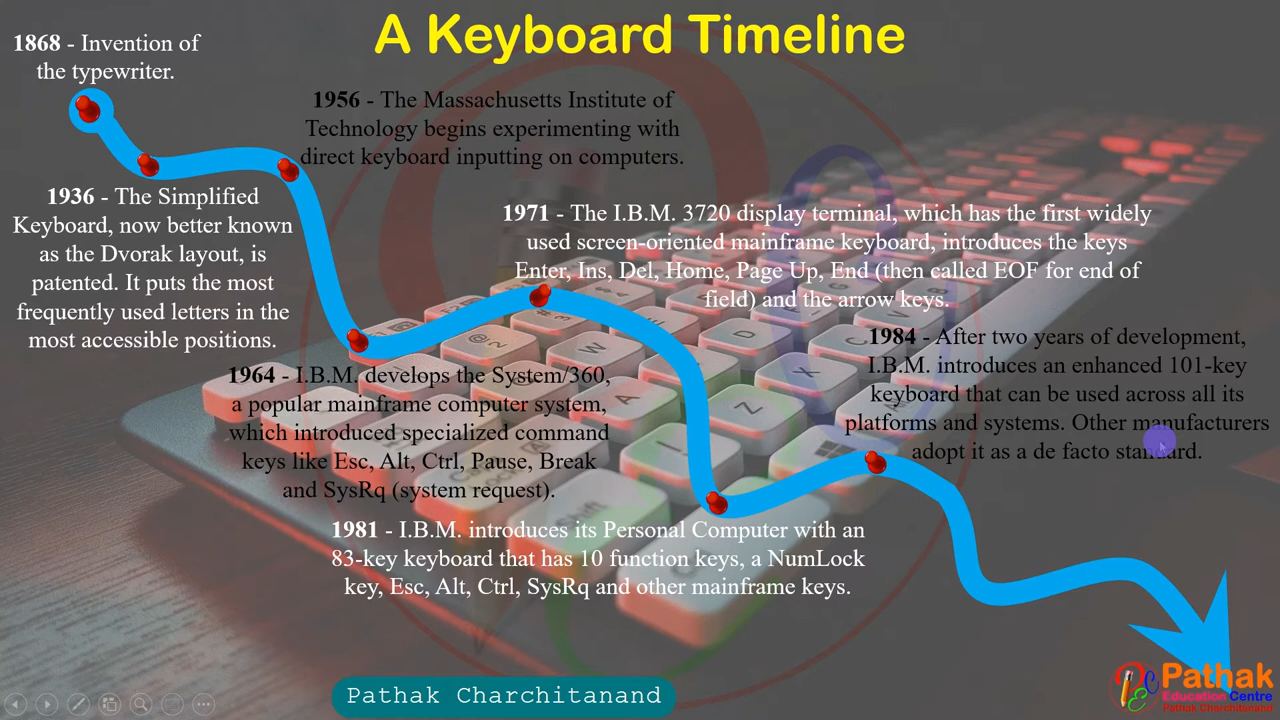 A Keyboard Timeline
1868 - Invention of
the typewriter.
1936 - The Simplified
Keyboard, now better known
as the Dvorak layout, is
patented. It puts the most
frequently used letters in the
most accessible positions.
1956 - The Massachusetts Institute of
Technology begins experimenting with
direct keyboard inputting on computers.
1964 - I.B.M. develops the System/360,
a popular mainframe computer system,
which introduced specialized command
keys like Esc, Alt, Ctrl, Pause, Break
and SysRq (system request).
1971 - The I.B.M. 3720 display terminal, which has the first widely
used screen-oriented mainframe keyboard, introduces the keys
Enter, Ins, Del, Home, Page Up, End (then called EOF for end of
field) and the arrow keys.
1981 - I.B.M. introduces its Personal Computer with an
83-key keyboard that has 10 function keys, a NumLock
key, Esc, Alt, Ctrl, SysRq and other mainframe keys.
1984 - After two years of development,
I.B.M. introduces an enhanced 101-key
keyboard that can be used across all its
platforms and systems. Other manufacturers
adopt it as a de facto standard.
Pathak Charchitanand
Pathak
Education Centre
Pathak Charchitanand